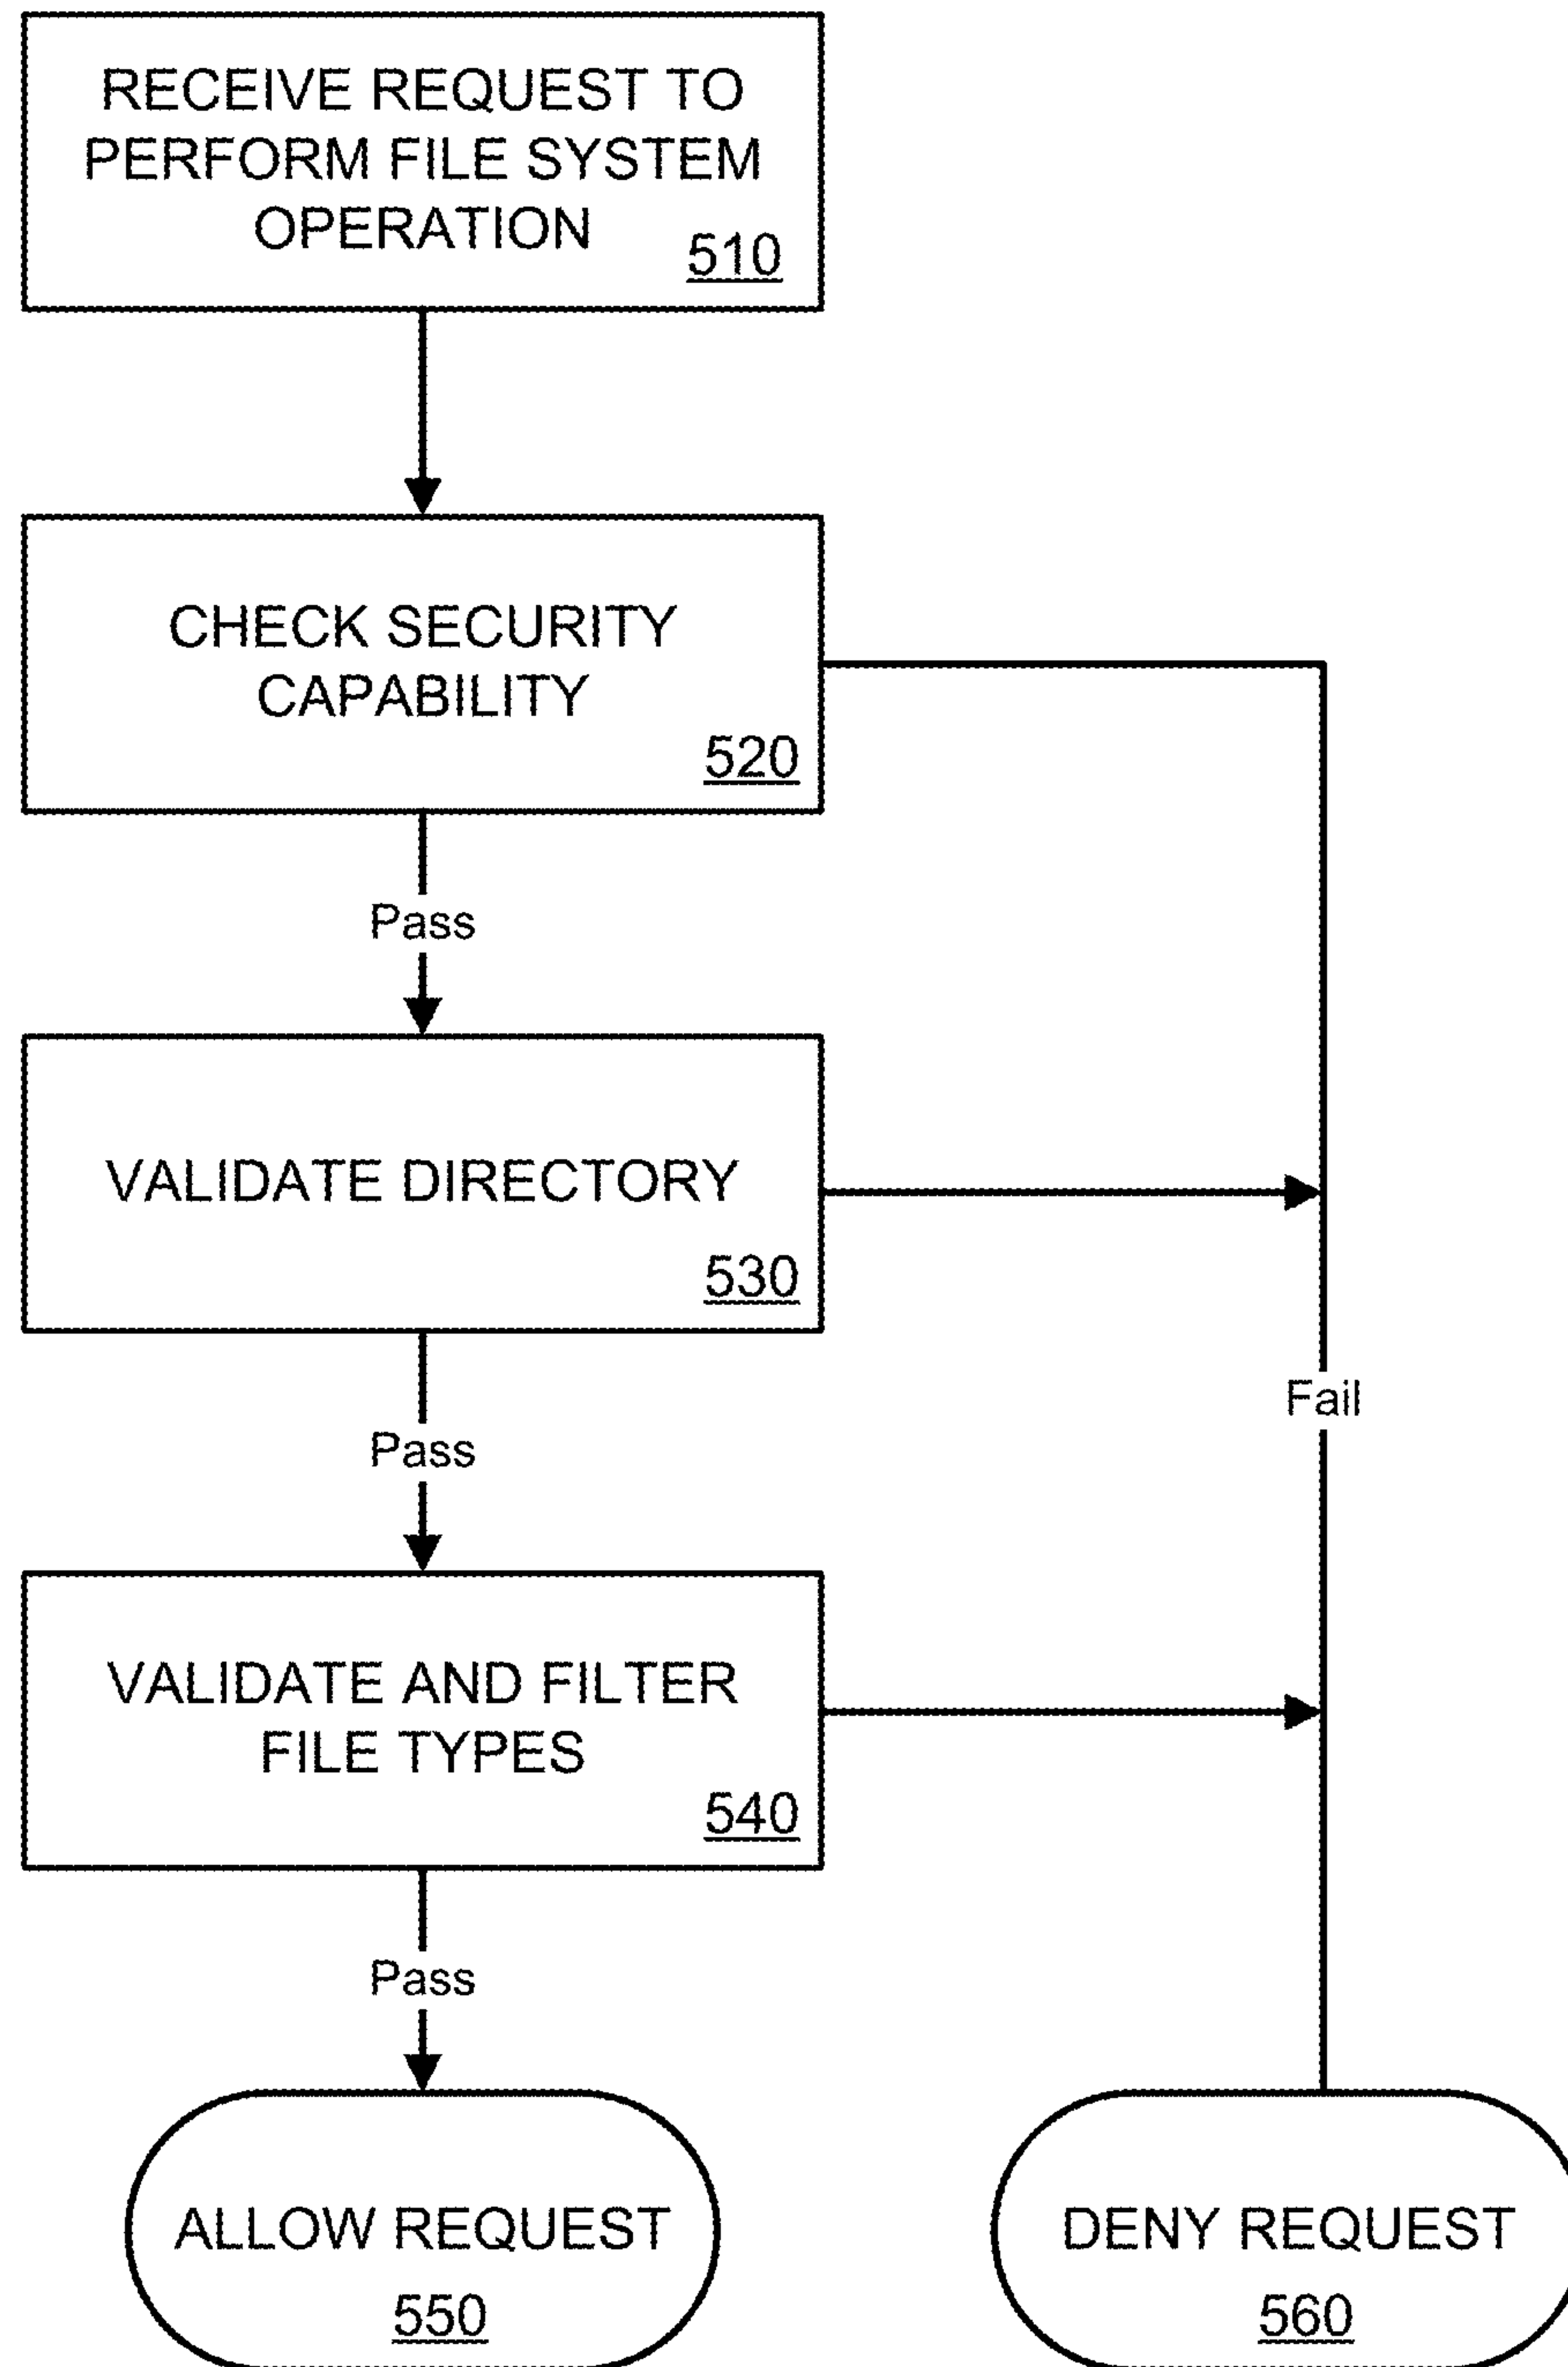 RECEIVE REQUEST TO
PERFORM FILE SYSTEM
OPERATION
510
CHECK SECURITY
CAPABILITY
520
Pass
VALIDATE DIRECTORY
530
Fail
Pass
VALIDATE AND FILTER
FILE TYPES
540
Pass
ALLOW REQUEST
550
DENY REQUEST
560